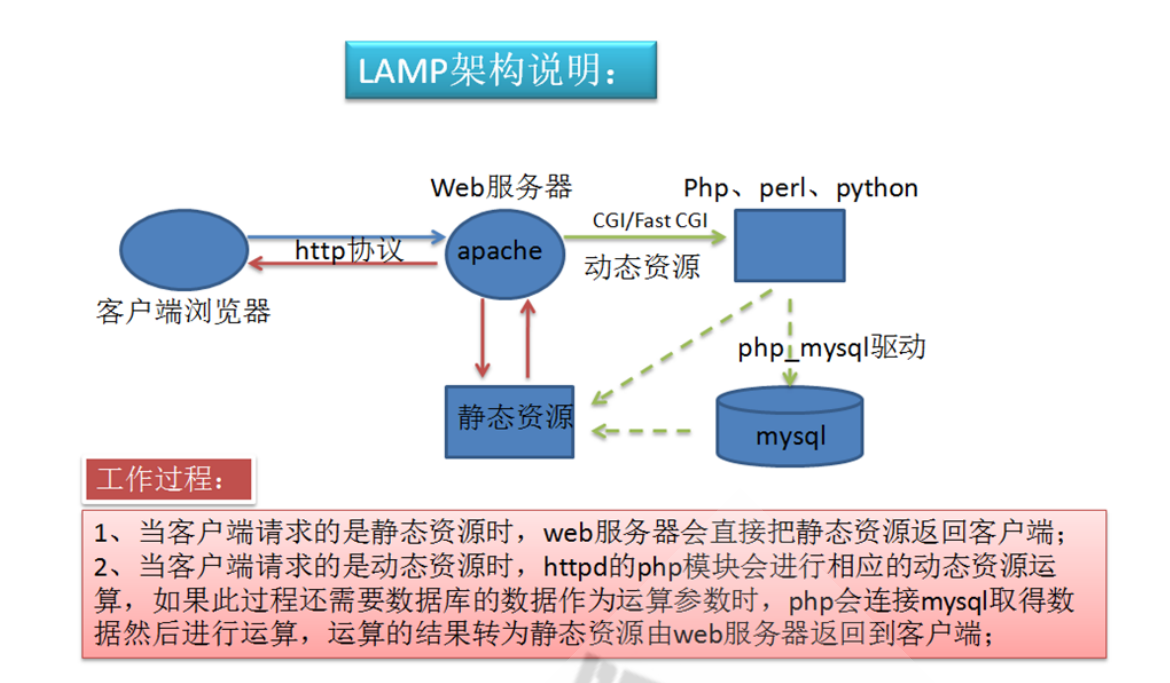 LAMP架构说明：
Web服务器
Php、perl、python
CGI/Fast CGI
http协议
apache
动态资源
客户端浏览器
php_mysql驱动
静态资源
mysql
工作过程：
1、当客户端请求的是静态资源时，web服务器会直接把静态资源返回客户端；
2、当客户端请求的是动态资源时，httpd的php模块会进行相应的动态资源运
算，如果此过程还需要数据库的数据作为运算参数时，php会连接mysql取得数
据然后进行运算，运算的结果转为静态资源由web服务器返回到客户端；